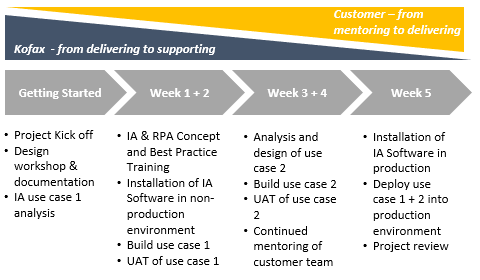 Customer – from
mentoring to delivering
Kofax - from delivering to supporting
Getting Started
Week 1 + 2
Week 3 + 4
Week 5
• Project Kick off
• Design
workshop &
documentation
• IA use case 1
analysis
• IA & RPA Concept
and Best Practice
Training
• Installation of IA
Software in non-
production
environment
• Build use case 1
• UAT of use case 1
• Analysis and
design of use
case 2
• Build use case 2
• UAT of use case
2
• Continued
mentoring of
customer team
• Installation of
IA Software in
production
• Deploy use
case 1 + 2 into
production
environment
• Project review